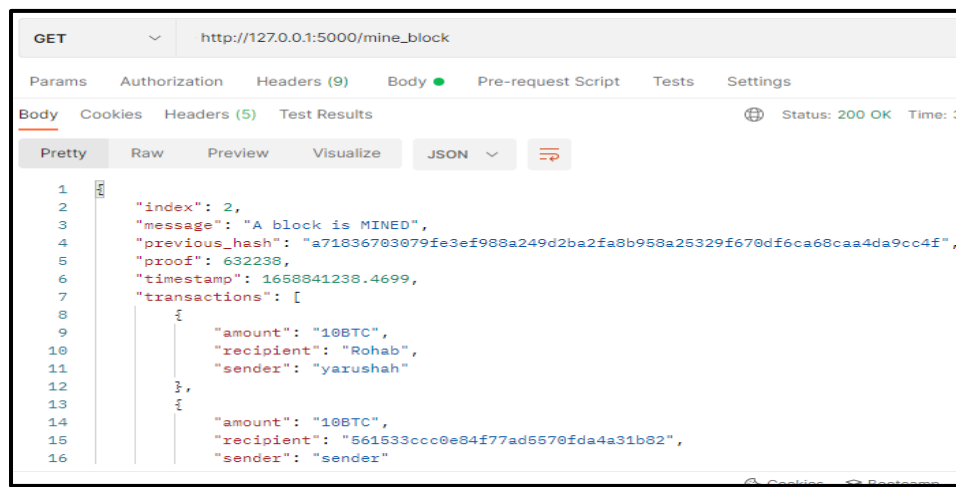 GET http://127.0.0.1:5000/mine_block
Params Authorization Headers (9) Body Pre-request Script Tests Settings
Body Cookies Headers (5) Test Results Status: 200 OK Time:
Pretty Raw Preview Visualize JSON
1 {
2 "index": 2,
3 "message": "A block is MINED",
4 "previous_hash": "a71836703079fe3ef988a249d2ba2fa8b958a25329f670df6ca68caa4da9cc4f",
5 "proof": 632238,
6 "timestamp": 1658841238.4699,
7 "transactions": [
8 {
9 "amount": "10BTC",
10 "recipient": "Rohab",
11 "sender": "yarushah"
12 },
13 {
14 "amount": "10BTC",
15 "recipient": "561533ccc0e84f77ad5570fda4a31b82",
16 "sender": "sender"
Cookies Bootcamp